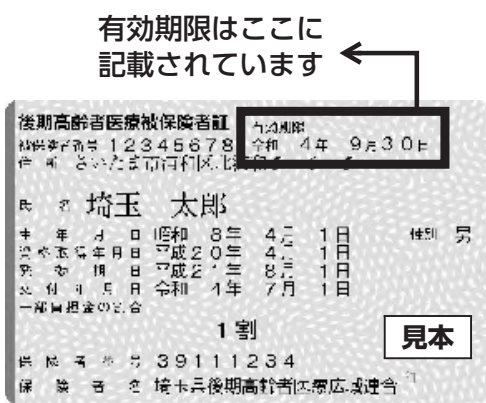 有効期限はここに
記載されています
後期高齢者医療被保険者証
有効期限
被保険者番号 12345678
令和 4年 9月30日
住 所 さいたま市浦和区北浦和
氏 名 埼玉 太郎
生年月日 昭和 8年 4月 1日
性別 男
資格取得年月日 平成20年 4月 1日
発効期日 平成21年 8月 1日
交付年月日 令和 4年 7月 1日
一部負担金の割合
1割
見本
保険者番号 39111234
保険者名 埼玉県後期高齢者医療広域連合